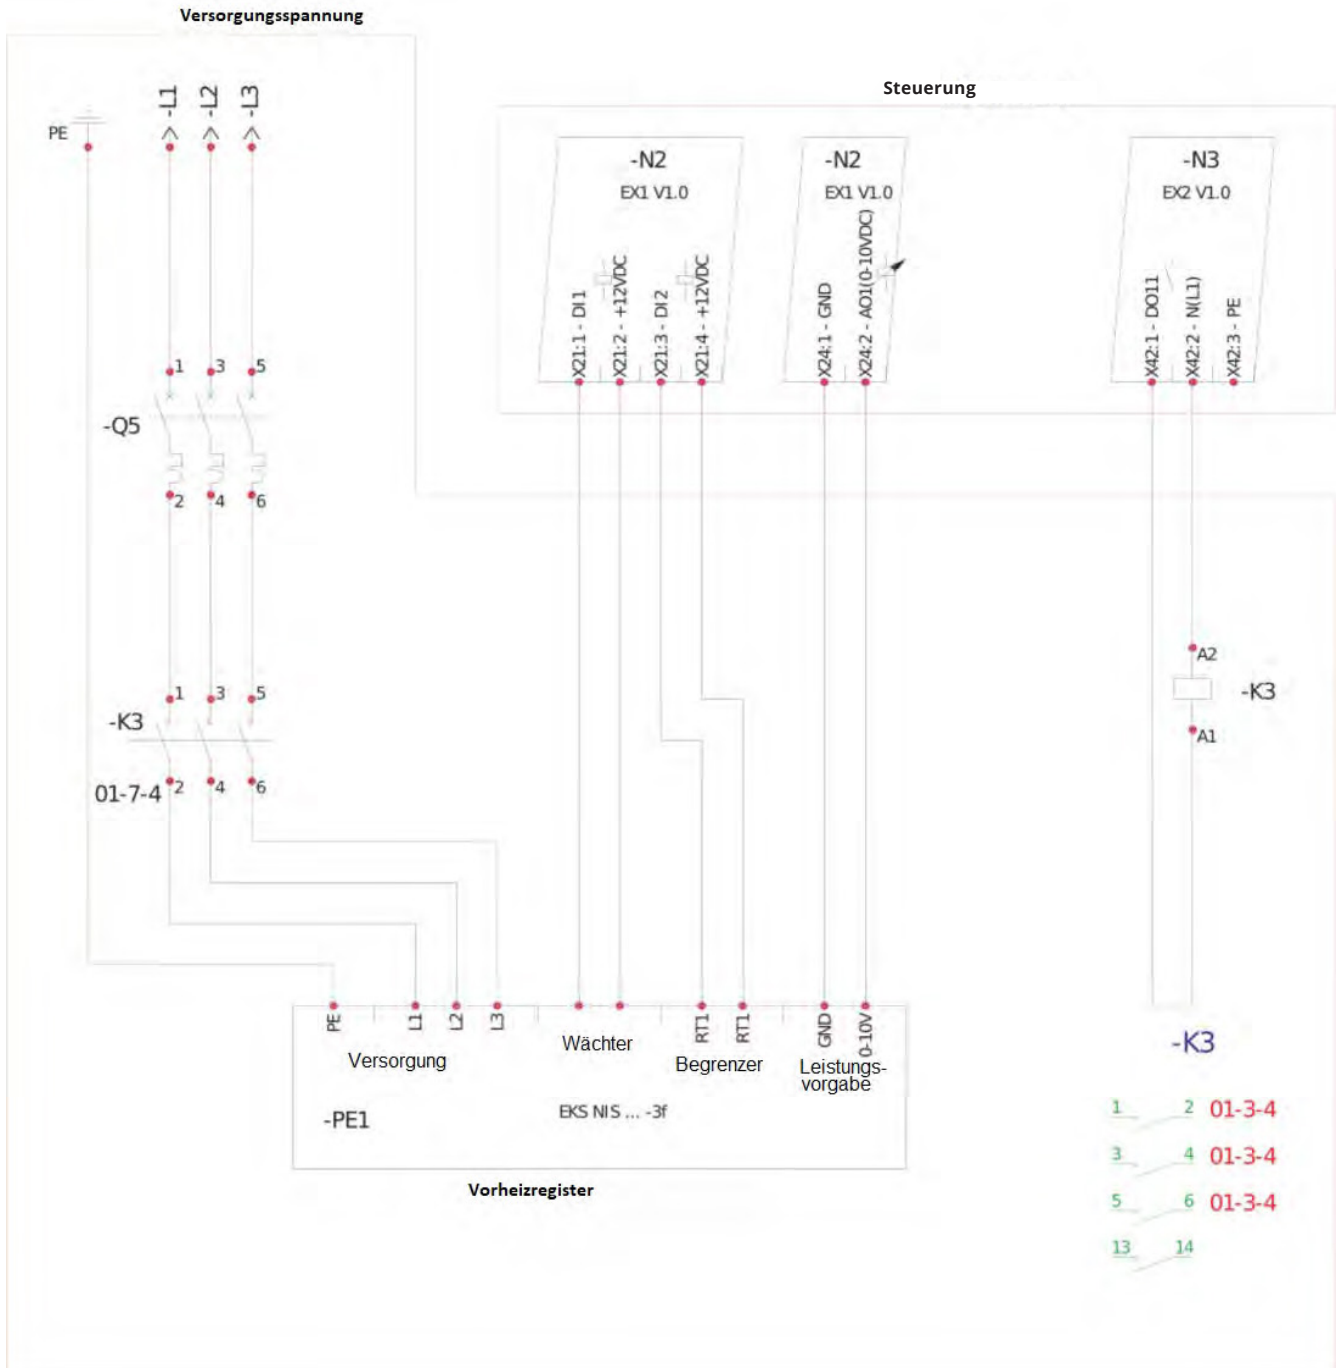 Versorgungsspannung
PE
-L1
-L2
-L3
Steuerung
-N2
EX1 V1.0
X21:1 - DI1
X21:2 - +12VDC
X21:3 - DI2
X21:4 - +12VDC
-N2
EX1 V1.0
X24:1 - GND
X24:2 - AO1(0-10VDC)
-N3
EX2 V1.0
X42:1 - DO11
X42:2 - N(L1)
X42:3 - PE
1
3
5
-Q5
2
4
6
A2
-K3
A1
1
3
5
-K3
01-7-4
2
4
6
PE
L1
L2
L3
Versorgung
Wächter
RT1
RT1
Begrenzer
GND
0-10V
Leistungs-
vorgabe
-PE1
EKS NIS ... -3f
Vorheizregister
-K3
1 2 01-3-4
3 4 01-3-4
5 6 01-3-4
13 14